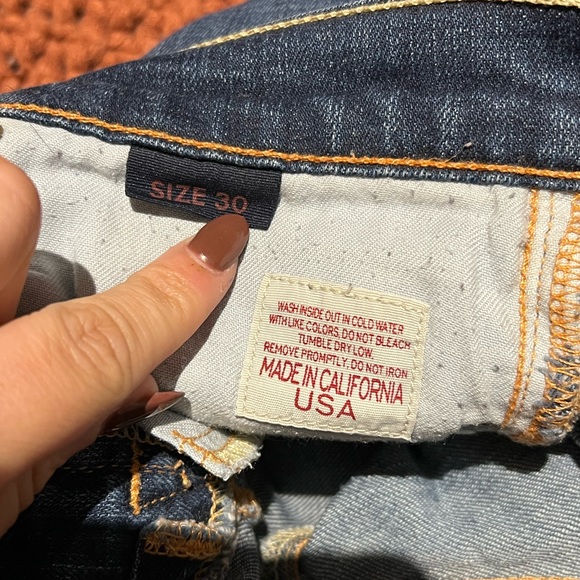 SIZE 30
WASH INSIDE OUT IN COLD WATER
WITH LIKE COLORS, DO NOT BLEACH
TUMBLE DRY LOW.
REMOVE PROMPTLY, DO NOT IRON
MADE IN CALIFORNIA
USA